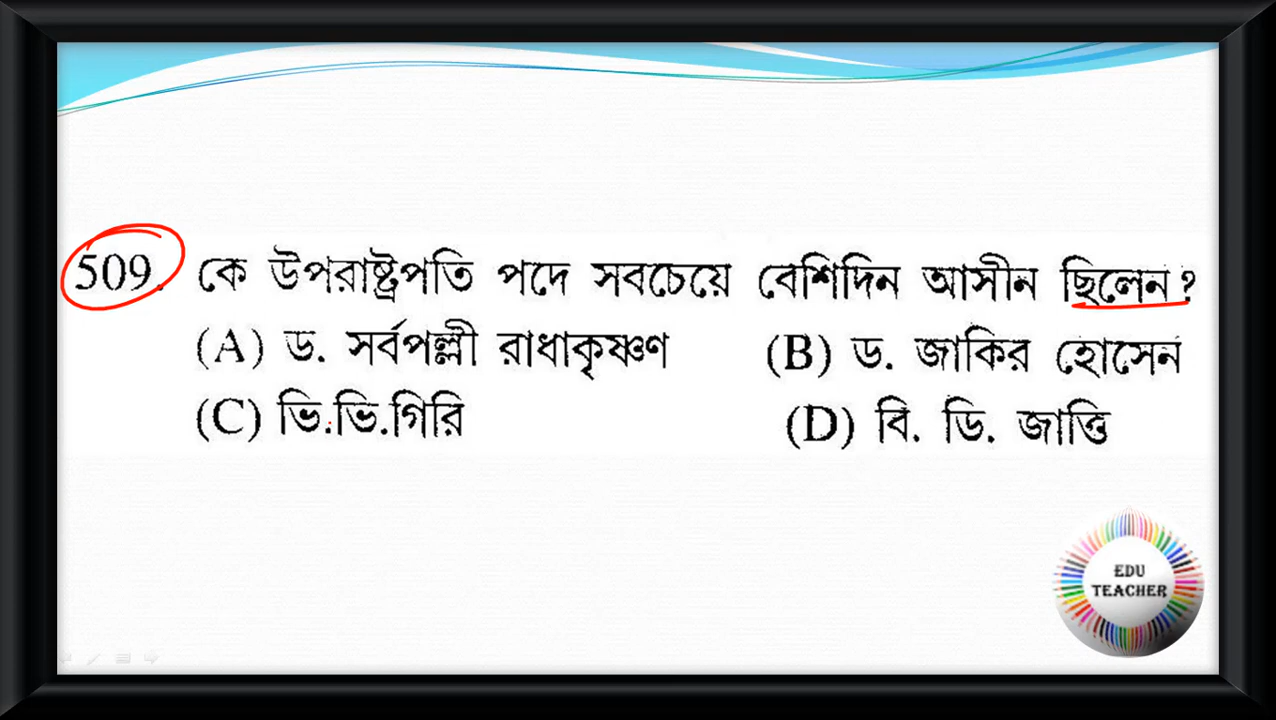 509. কে উপরাষ্ট্রপতি পদে সবচেয়ে বেশিদিন আসীন ছিলেন?
(A) ড. সর্বপল্লী রাধাকৃষ্ণণ (B) ড. জাকির হোসেন
(C) ভি.ভি.গিরি (D) বি. ডি. জাত্তি
EDU
TEACHER